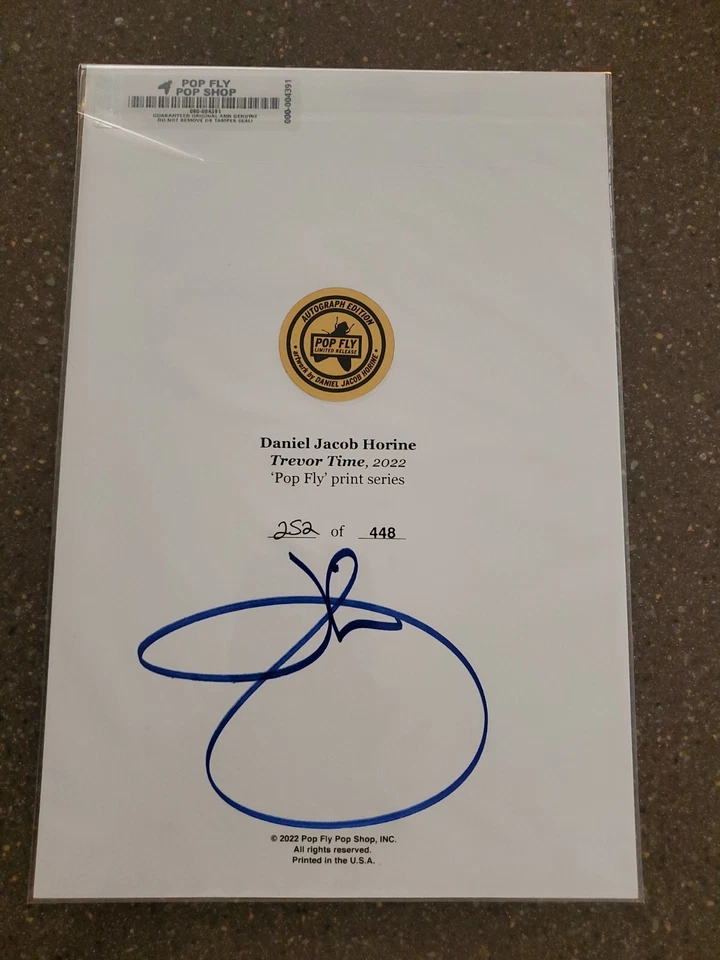 POP FLY
POP SHOP
000-004391
GUARANTEED ORIGINAL AND GENUINE
DO NOT REMOVE OR TAMPER SEAL!
000-004391
AUTOGRAPH EDITION
POP FLY
LIMITED RELEASE
• artwork by DANIEL JACOB HORINE •
Daniel Jacob Horine
Trevor Time, 2022
‘Pop Fly’ print series
252 of 448
© 2022 Pop Fly Pop Shop, INC.
All rights reserved.
Printed in the U.S.A.